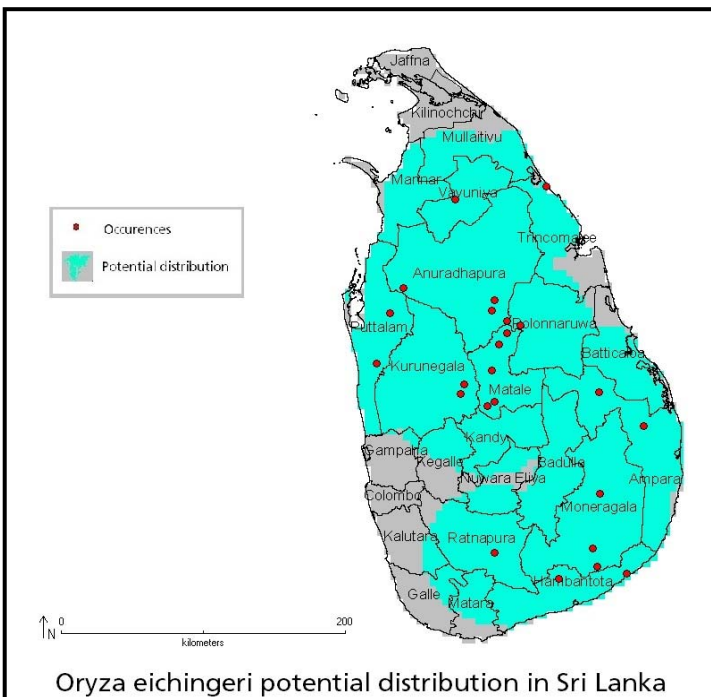 Jaffna
Kilinochchi
Mullaitivu
Mannar
Vavuniya
Trincomalee
Anuradhapura
Puttalam
Polonnaruwa
Kurunegala
Batticaloa
Matale
Kandy
Gampaha
Kegalle
Badulla
Ampara
Nuwara Eliya
Colombo
Moneragala
Kalutara
Ratnapura
Hambantota
Galle
Matara
Occurences
Potential distribution
N
0
200
kilometers
Oryza eichingeri potential distribution in Sri Lanka